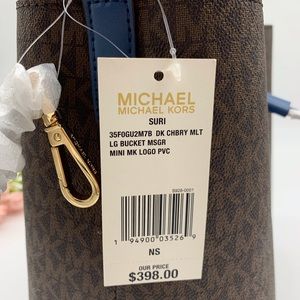 MICHAEL
MICHAEL KORS
SURI
35F0GU2M7B DK CHBRY MLT
LG BUCKET MSGR
MINI MK LOGO PVC
1 94900 03526 9
NS
OUR PRICE
$398.00